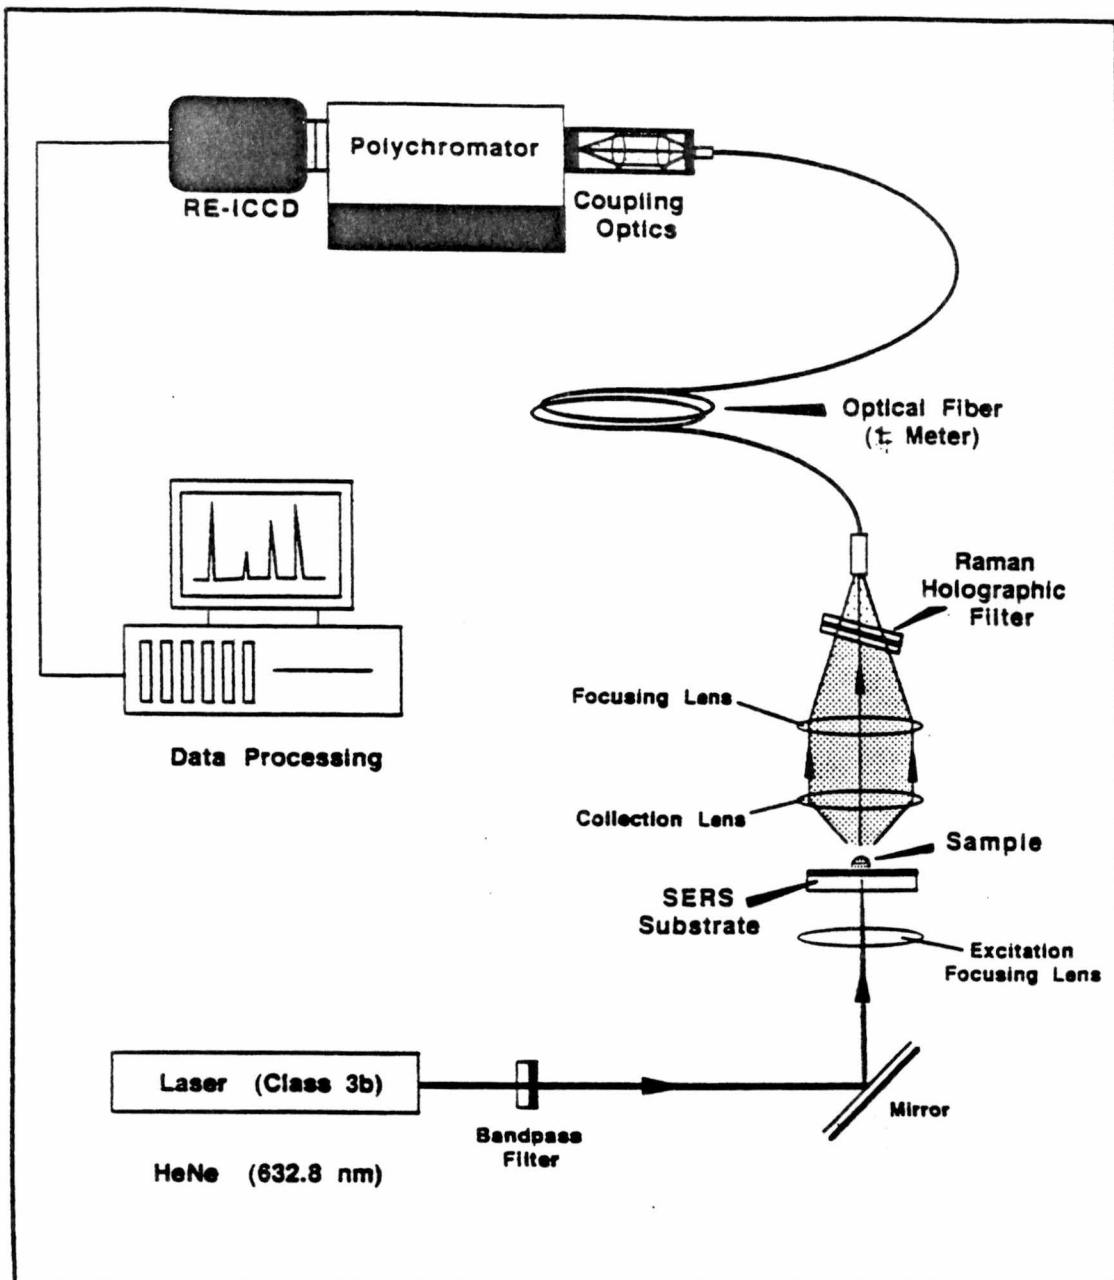 Polychromator
RE-ICCD
Coupling
Optics
Optical Fiber
Meter)
Raman
Holographic
Filter
Focusing Lens
Data Processing
Collection Lens
Sample
SERS
Substrate
Excitation
Focusing Lens
Laser (Class 3b)
Mirror
Bandpass
Filter
HeNe (632.8 nm)